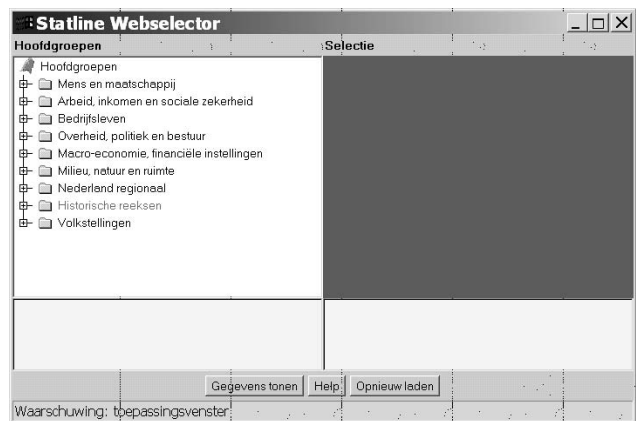 Statline Webselector
Hoofdgroepen Selectie
Hoofdgroepen
Mens en maatschappij
Arbeid, inkomen en sociale zekerheid
Bedrijfsleven
Overheid, politiek en bestuur
Macro-economie, financiële instellingen
Milieu, natuur en ruimte
Nederland regionaal
Historische reeksen
Volkstellingen
Gegevens tonen Help Opnieuw laden
Waarschuwing: toepassingsvenster